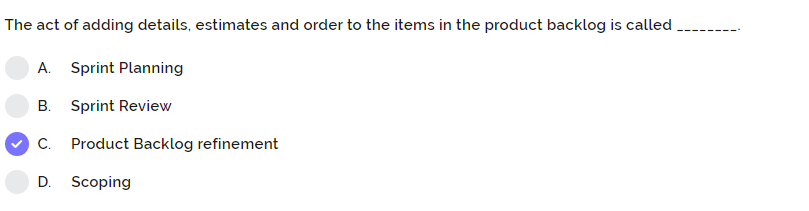 The act of adding details, estimates and order to the items in the product backlog is called ________.
A. Sprint Planning
B. Sprint Review
C. Product Backlog refinement
D. Scoping